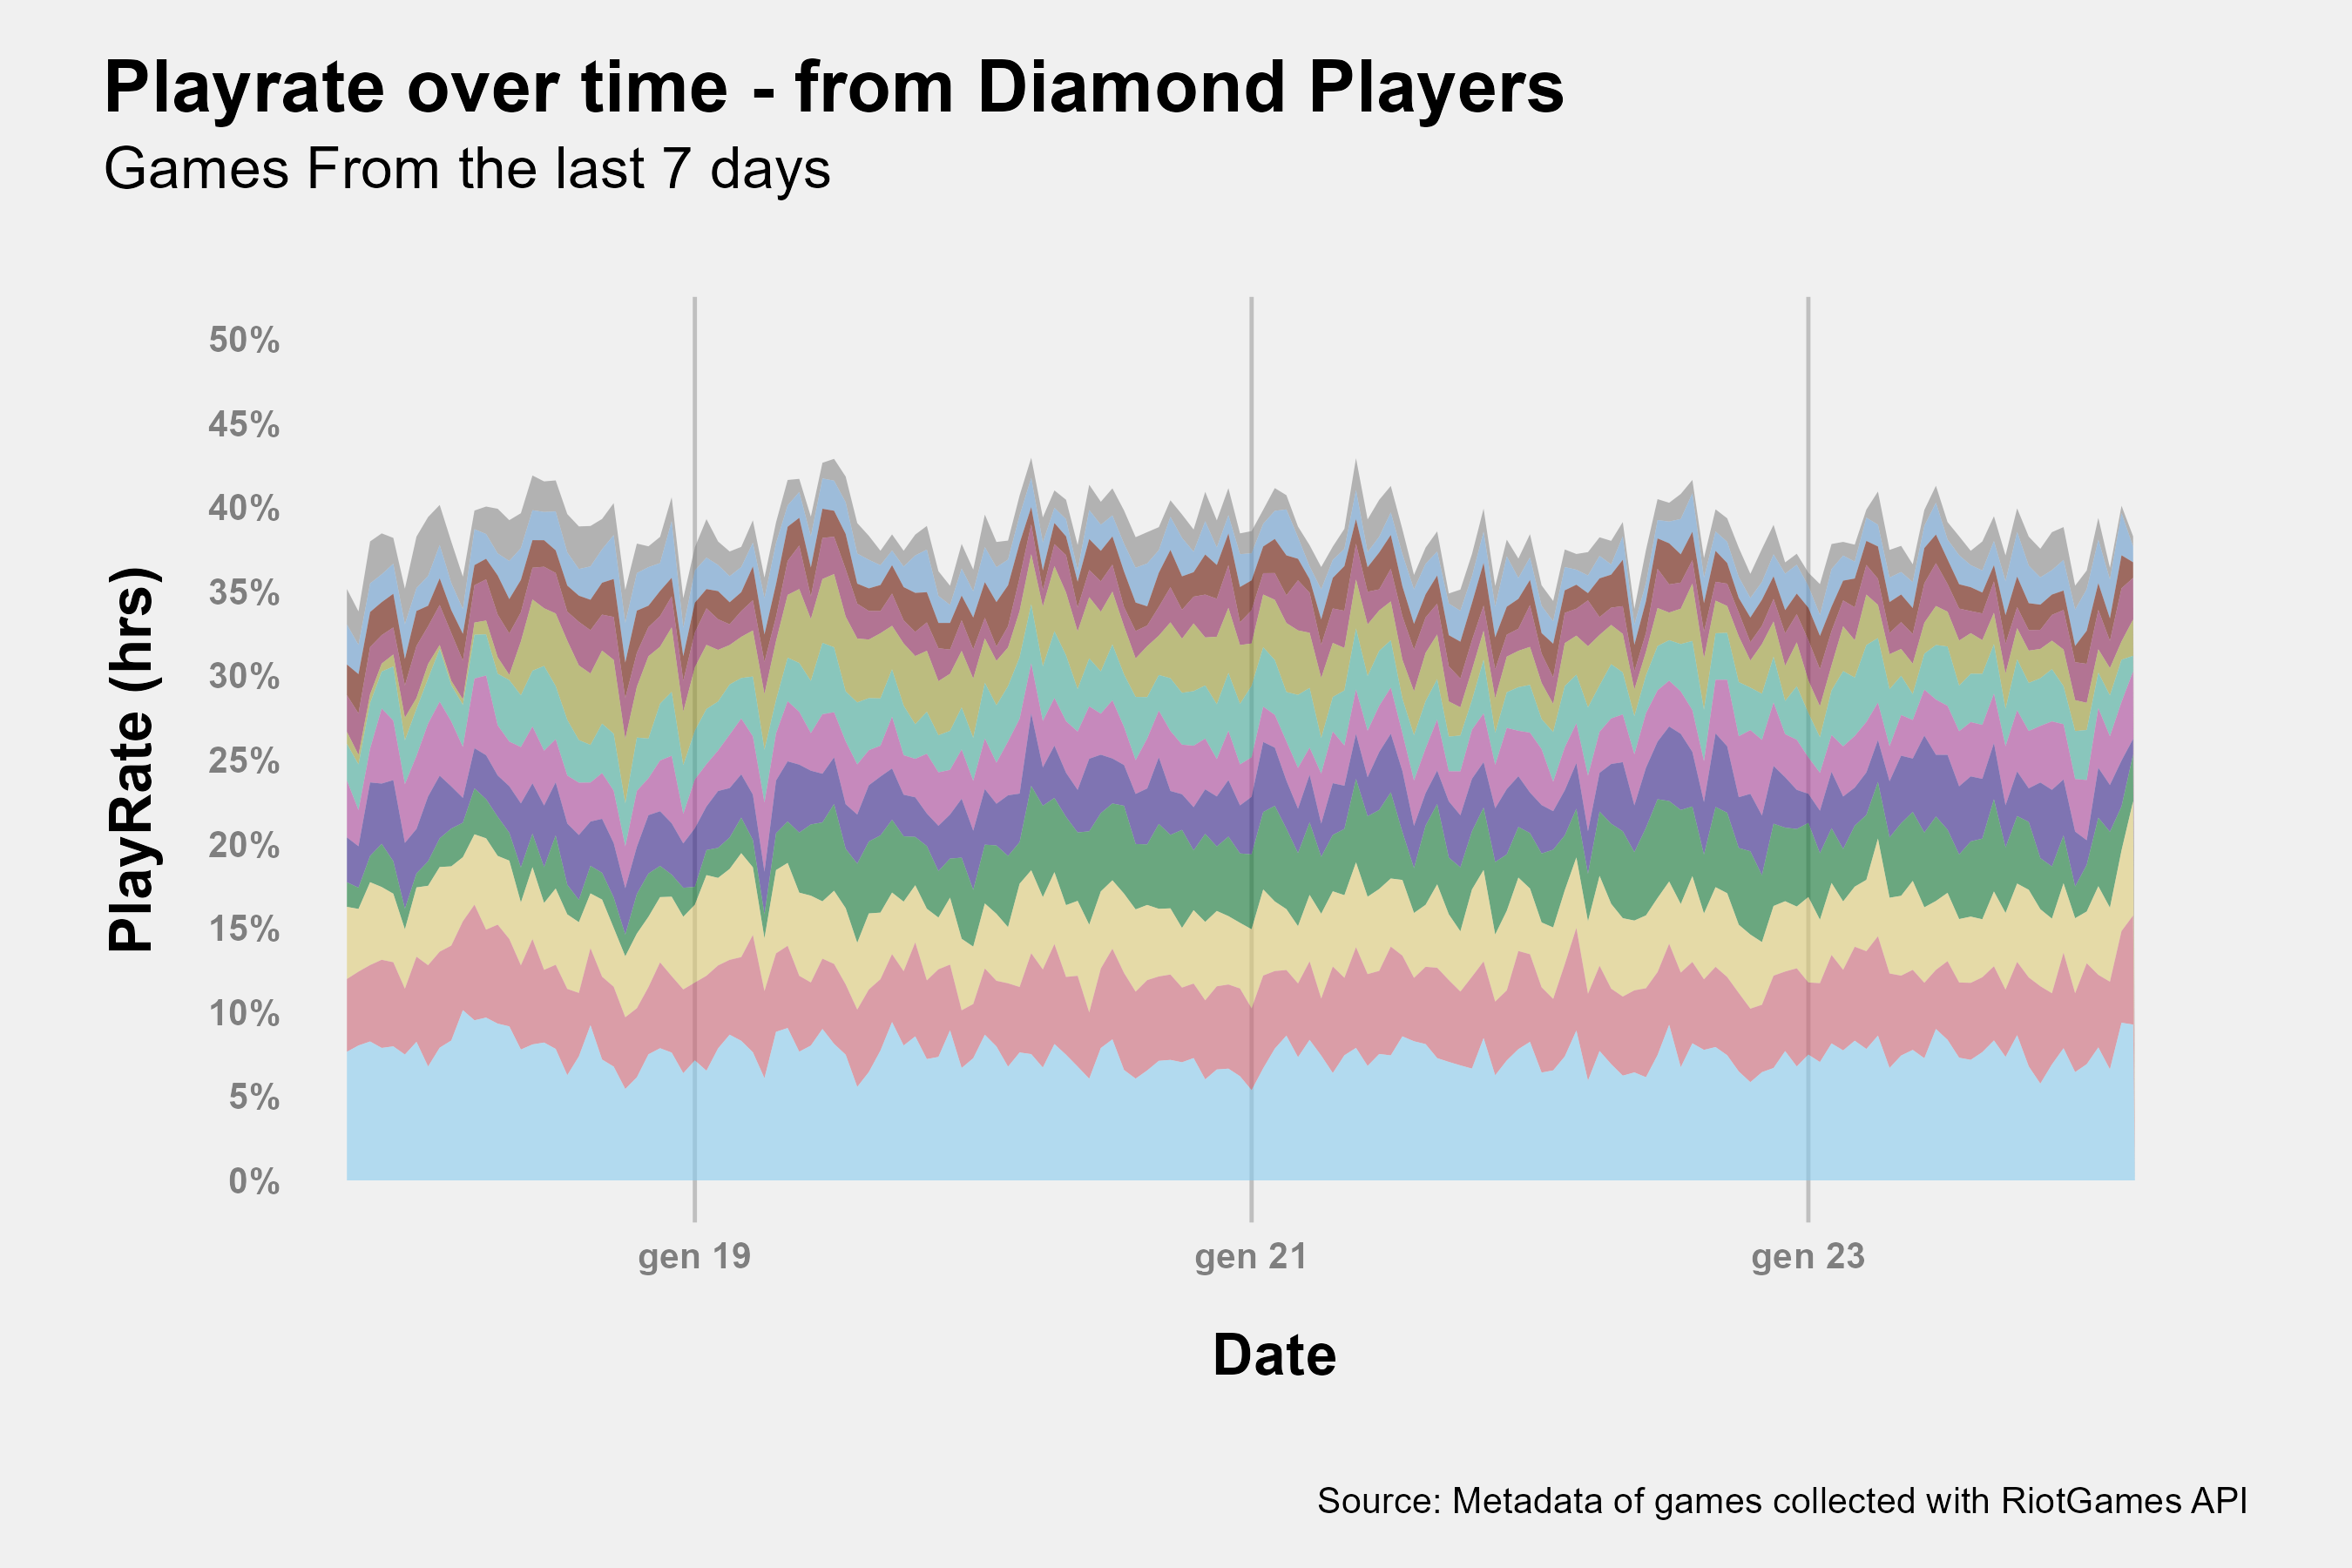 Playrate over time - from Diamond Players
Games From the last 7 days
PlayRate (hrs)
50%
45%
40%
35%
30%
25%
20%
15%
10%
5%
0%
gen 19
gen 21
gen 23
Date
Source: Metadata of games collected with RiotGames API